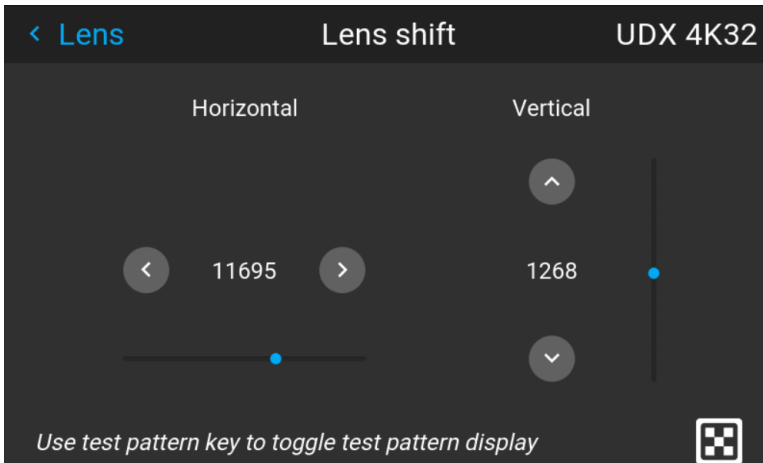 Lens Lens shift UDX 4K32
Horizontal Vertical
11695 1268
Use test pattern key to toggle test pattern display